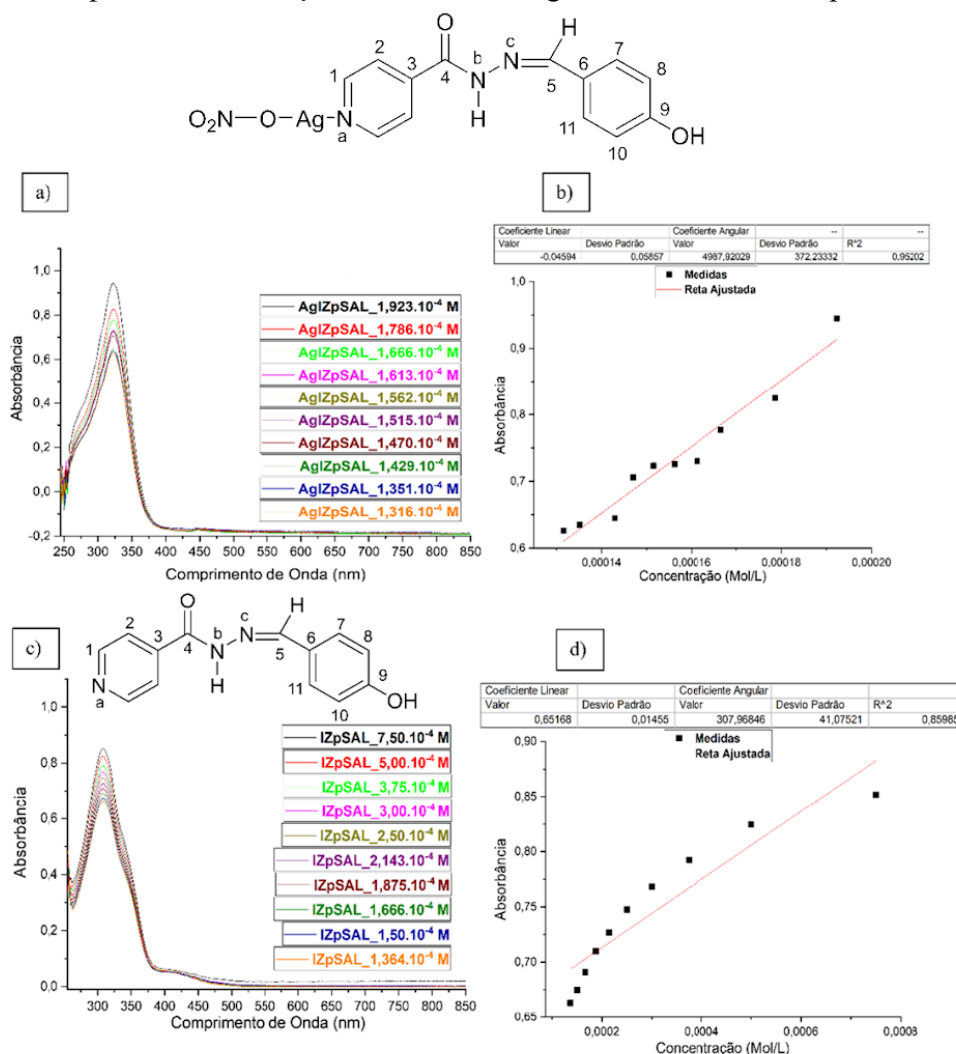 H
O
b
c
7
2
N
N
6
8
3
1
4
5
N
H
O₂N—O—Ag—N
a
11
9
OH
10
a)
b)
Coeficiente Linear -- Coeficiente Angular -- --
Valor Desvio Padrão Valor Desvio Padrão R^2
-0.04594 0.05857 4987,92029 372.23332 0.95202
Medidas
Reta Ajustada
1,0
0,8
0,6
0,4
0,2
0,0
-0,2
Absorbância
AgIZpSAL_1,923.10⁻⁴ M
AgIZpSAL_1,786.10⁻⁴ M
AgIZpSAL_1,666.10⁻⁴ M
AgIZpSAL_1,613.10⁻⁴ M
AgIZpSAL_1,562.10⁻⁴ M
AgIZpSAL_1,515.10⁻⁴ M
AgIZpSAL_1,470.10⁻⁴ M
AgIZpSAL_1,429.10⁻⁴ M
AgIZpSAL_1,351.10⁻⁴ M
AgIZpSAL_1,316.10⁻⁴ M
250 300 350 400 450 500 550 600 650 700 750 800 850
Comprimento de Onda (nm)
1,0
0,9
0,8
0,7
0,6
Absorbância
0,00014 0,00016 0,00018 0,00020
Concentração (Mol/L)
c)
O
H
2
b
N
c
N
7
1
3
4
5
6
8
N
H
N
a
11
9
OH
10
d)
Coeficiente Linear Coeficiente Angular
Valor Desvio Padrão Valor Desvio Padrão R^2
0,65168 0,01455 307,96846 41,07521 0,85985
Medidas
Reta Ajustada
1,0
0,8
0,6
0,4
0,2
0,0
Absorbância
IZpSAL_7,50.10⁻⁴ M
IZpSAL_5,00.10⁻⁴ M
IZpSAL_3,75.10⁻⁴ M
IZpSAL_3,00.10⁻⁴ M
IZpSAL_2,50.10⁻⁴ M
IZpSAL_2,143.10⁻⁴ M
IZpSAL_1,875.10⁻⁴ M
IZpSAL_1,666.10⁻⁴ M
IZpSAL_1,50.10⁻⁴ M
IZpSAL_1,364.10⁻⁴ M
300 350 400 450 500 550 600 650 700 750 800 850
Comprimento de Onda (nm)
0,90
0,85
0,80
0,75
0,70
0,65
Absorbância
0,0002 0,0004 0,0006 0,0008
Concentração (Mol/L)